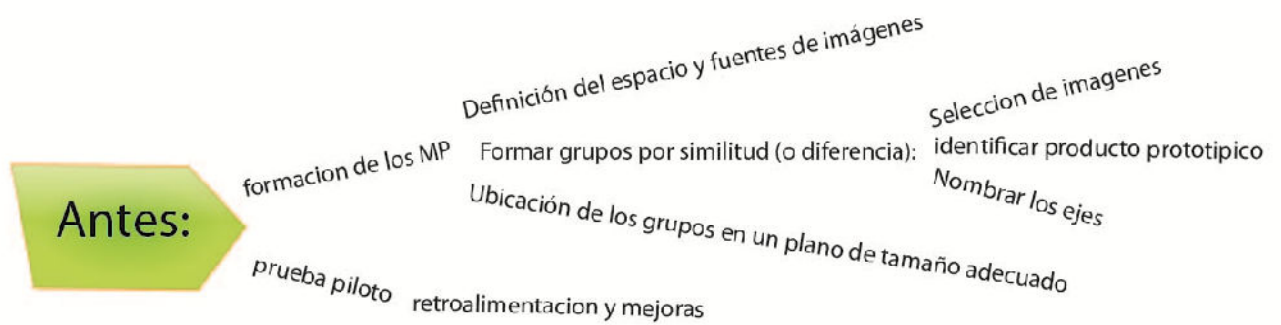 Antes:
formacion de los MP
Definición del espacio y fuentes de imágenes
Formar grupos por similitud (o diferencia):
Seleccion de imagenes
identificar producto prototipico
Nombrar los ejes
Ubicación de los grupos en un plano de tamaño adecuado
prueba piloto
retroalimentacion y mejoras